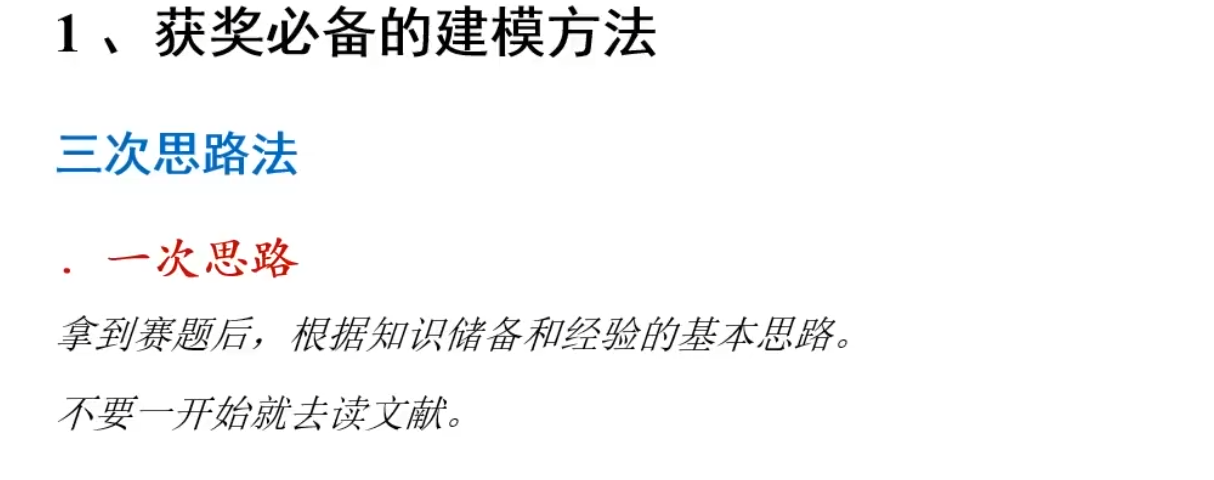 1 、获奖必备的建模方法
三次思路法
. 一次思路
拿到赛题后，根据知识储备和经验的基本思路。
不要一开始就去读文献。